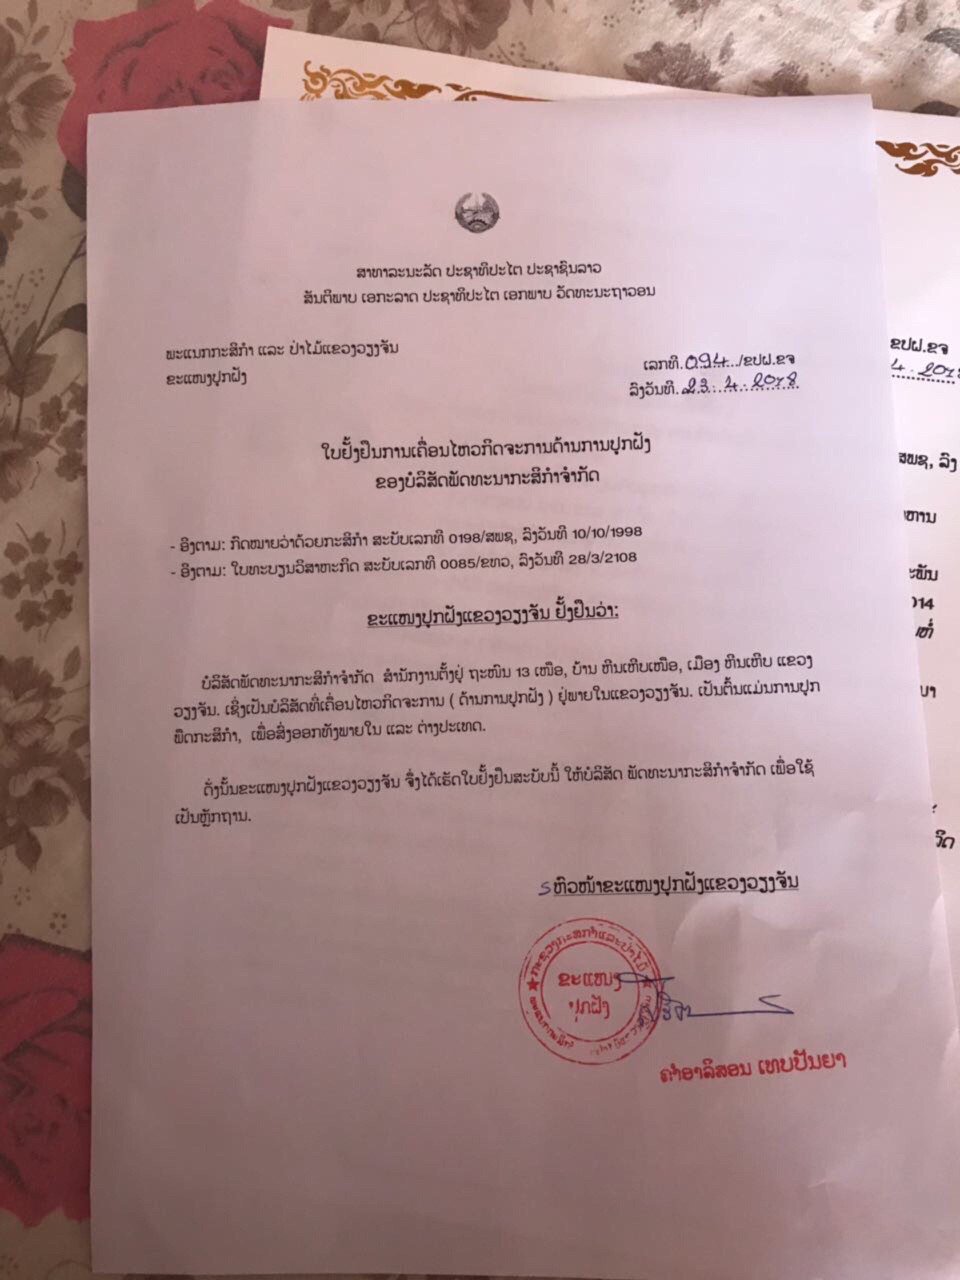 ສາທາລະນະລັດ ປະຊາທິປະໄຕ ປະຊາຊົນລາວ
ສັນຕິພາບ ເອກະລາດ ປະຊາທິປະໄຕ ເອກພາບ ວັດທະນະຖາວອນ
ພະແນກກະສິກຳ ແລະ ປ່າໄມ້ແຂວງວຽງຈັນ
ຂະແໜງປູກຝັງ
ເລກທີ.094.../ຂປຝ.ຂຈ
ລົງວັນທີ.23.4.2018
ໃບຢັ້ງຢືນການເຄື່ອນໄຫວກິດຈະການດ້ານການປູກຝັງ
ຂອງບໍລິສັດພັດທະນາກະສິກຳຈຳກັດ
- ອີງຕາມ: ກົດໝາຍວ່າດ້ວຍກະສິກຳ ສະບັບເລກທີ 0198/ສພຊ, ລົງວັນທີ 10/10/1998
- ອີງຕາມ: ໃບທະບຽນວິສາຫະກິດ ສະບັບເລກທີ 0085/ຂທວ, ລົງວັນທີ 28/3/2108
ຂະແໜງປູກຝັງແຂວງວຽງຈັນ ຢັ້ງຢືນວ່າ:
ບໍລິສັດພັດທະນາກະສິກຳຈຳກັດ ສຳນັກງານຕັ້ງຢູ່ ຖະໜົນ 13 ເໜືອ, ບ້ານ ຫີນເຫີບເໜືອ, ເມືອງ ຫີນເຫີບ ແຂວງ
ວຽງຈັນ. ເຊິ່ງເປັນບໍລິສັດທີ່ເຄື່ອນໄຫວກິດຈະການ ( ດ້ານການປູກຝັງ ) ຢູ່ພາຍໃນແຂວງວຽງຈັນ. ເປັນຕົ້ນແມ່ນການປູກ
ພືດກະສິກຳ, ເພື່ອສົ່ງອອກທັງພາຍໃນ ແລະ ຕ່າງປະເທດ.
ດັ່ງນັ້ນຂະແໜງປູກຝັງແຂວງວຽງຈັນ ຈຶ່ງໄດ້ເຮັດໃບຢັ້ງຢືນສະບັບນີ້ ໃຫ້ບໍລິສັດ ພັດທະນາກະສິກຳຈຳກັດ ເພື່ອໃຊ້
ເປັນຫຼັກຖານ.
ຫົວໜ້າຂະແໜງປູກຝັງແຂວງວຽງຈັນ
ກະຊວງກະສິກຳແລະປ່າໄມ້
ຂະແໜງ
ປູກຝັງ
ຄຳອາລິສອນ ເທບປັນຍາ
ຂປຝ.ຂຈ
4.2018
ສພຊ, ລົງ
014